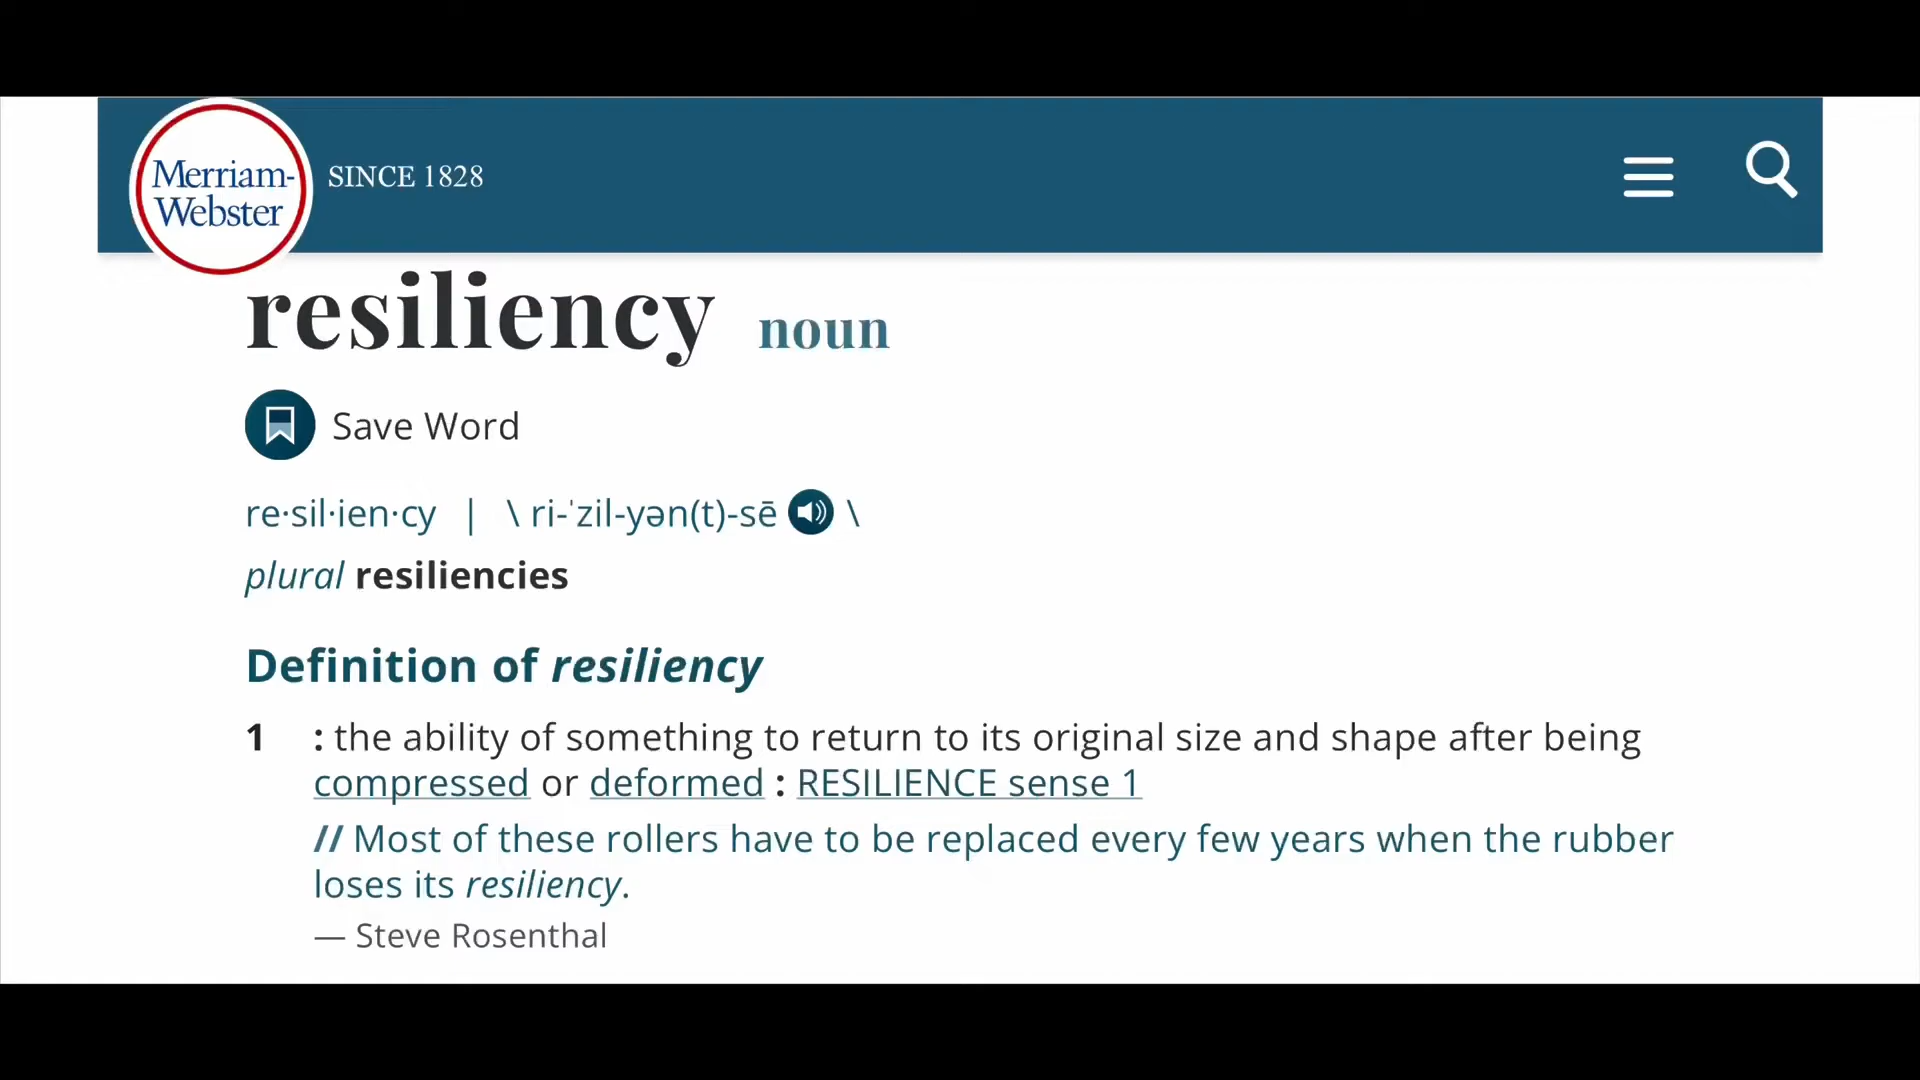 Merriam-
Webster
SINCE 1828
resiliency noun
Save Word
re·sil·ien·cy | \ ri-ˈzil-yən(t)-sē \
plural resiliencies
Definition of resiliency
1 : the ability of something to return to its original size and shape after being
compressed or deformed : RESILIENCE sense 1
// Most of these rollers have to be replaced every few years when the rubber
loses its resiliency.
— Steve Rosenthal